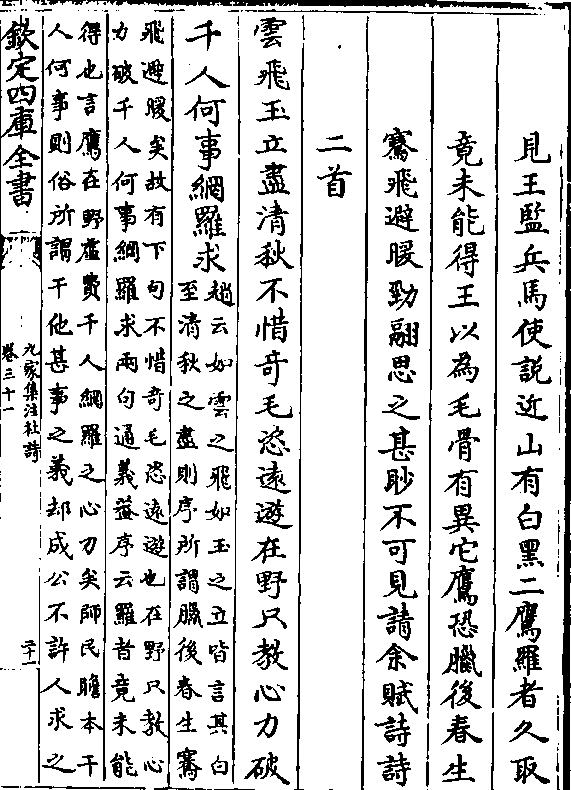 見王監兵馬使說近山有白黑二鷹羅者久取
竟未能得王以為毛骨有異它鷹恐臘後春生
騫飛避暖勁翮思之甚眇不可見請余賦詩詩
二首
雲飛玉立盡清秋不惜竒毛恣遠遊在野只教心力破
千人何事網羅求
趙云如雲之飛如玉之立皆言其白
至清秋之盡則序所謂臘後春生騫
飛避暖矣故有下句不惜竒毛恣遠遊也在野只教心
力破千人何事網羅求兩句通義蓋序云羅者竟未能
得也言鷹在野虛費千人網羅之心力矣師民瞻本千
人何事則俗所謂干他甚事之義却成公不許人求之
欽定四庫全書
九家集注杜詩
卷三十一
二十一